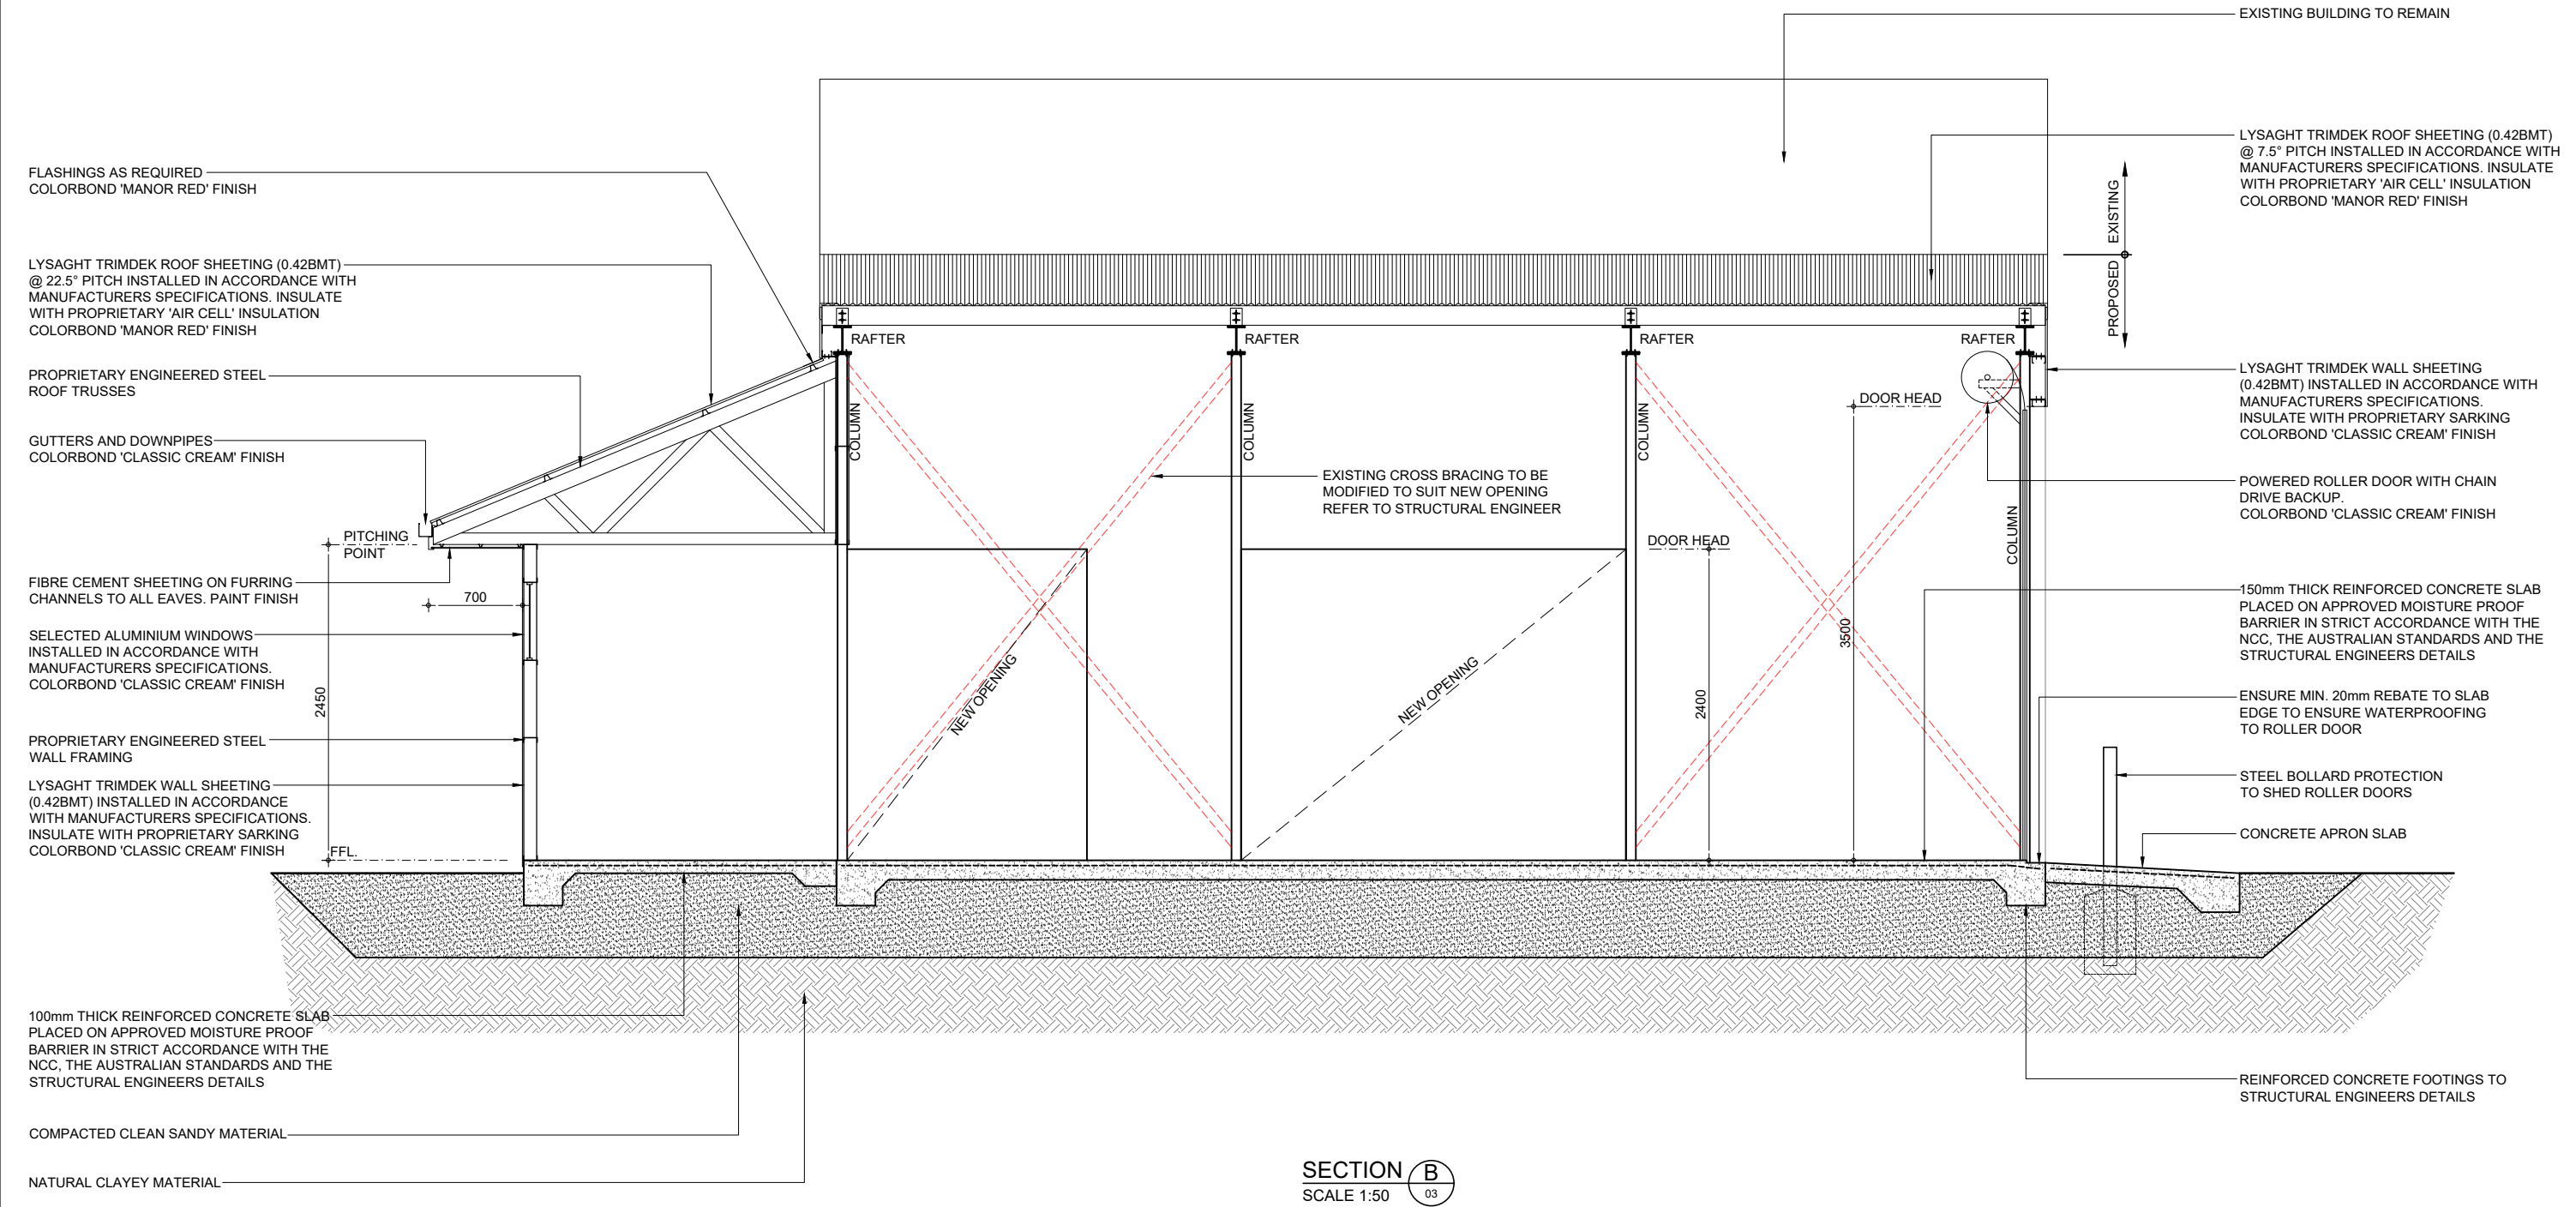 EXISTING BUILDING TO REMAIN
LYSAGHT TRIMDEK ROOF SHEETING (0.42BMT)
@ 7.5° PITCH INSTALLED IN ACCORDANCE WITH
MANUFACTURERS SPECIFICATIONS. INSULATE
WITH PROPRIETARY 'AIR CELL' INSULATION
COLORBOND 'MANOR RED' FINISH
EXISTING
PROPOSED
FLASHINGS AS REQUIRED
COLORBOND 'MANOR RED' FINISH
LYSAGHT TRIMDEK ROOF SHEETING (0.42BMT)
@ 22.5° PITCH INSTALLED IN ACCORDANCE WITH
MANUFACTURERS SPECIFICATIONS. INSULATE
WITH PROPRIETARY 'AIR CELL' INSULATION
COLORBOND 'MANOR RED' FINISH
PROPRIETARY ENGINEERED STEEL
ROOF TRUSSES
GUTTERS AND DOWNPIPES
COLORBOND 'CLASSIC CREAM' FINISH
PITCHING
POINT
FIBRE CEMENT SHEETING ON FURRING
CHANNELS TO ALL EAVES. PAINT FINISH
700
SELECTED ALUMINIUM WINDOWS
INSTALLED IN ACCORDANCE WITH
MANUFACTURERS SPECIFICATIONS.
COLORBOND 'CLASSIC CREAM' FINISH
2450
PROPRIETARY ENGINEERED STEEL
WALL FRAMING
LYSAGHT TRIMDEK WALL SHEETING
(0.42BMT) INSTALLED IN ACCORDANCE
WITH MANUFACTURERS SPECIFICATIONS.
INSULATE WITH PROPRIETARY SARKING
COLORBOND 'CLASSIC CREAM' FINISH
FFL.
RAFTER
RAFTER
RAFTER
RAFTER
COLUMN
COLUMN
COLUMN
COLUMN
EXISTING CROSS BRACING TO BE
MODIFIED TO SUIT NEW OPENING
REFER TO STRUCTURAL ENGINEER
DOOR HEAD
DOOR HEAD
3500
2400
NEW OPENING
NEW OPENING
LYSAGHT TRIMDEK WALL SHEETING
(0.42BMT) INSTALLED IN ACCORDANCE WITH
MANUFACTURERS SPECIFICATIONS.
INSULATE WITH PROPRIETARY SARKING
COLORBOND 'CLASSIC CREAM' FINISH
POWERED ROLLER DOOR WITH CHAIN
DRIVE BACKUP.
COLORBOND 'CLASSIC CREAM' FINISH
150mm THICK REINFORCED CONCRETE SLAB
PLACED ON APPROVED MOISTURE PROOF
BARRIER IN STRICT ACCORDANCE WITH THE
NCC, THE AUSTRALIAN STANDARDS AND THE
STRUCTURAL ENGINEERS DETAILS
ENSURE MIN. 20mm REBATE TO SLAB
EDGE TO ENSURE WATERPROOFING
TO ROLLER DOOR
STEEL BOLLARD PROTECTION
TO SHED ROLLER DOORS
CONCRETE APRON SLAB
100mm THICK REINFORCED CONCRETE SLAB
PLACED ON APPROVED MOISTURE PROOF
BARRIER IN STRICT ACCORDANCE WITH THE
NCC, THE AUSTRALIAN STANDARDS AND THE
STRUCTURAL ENGINEERS DETAILS
REINFORCED CONCRETE FOOTINGS TO
STRUCTURAL ENGINEERS DETAILS
COMPACTED CLEAN SANDY MATERIAL
NATURAL CLAYEY MATERIAL
SECTION B
SCALE 1:50 03